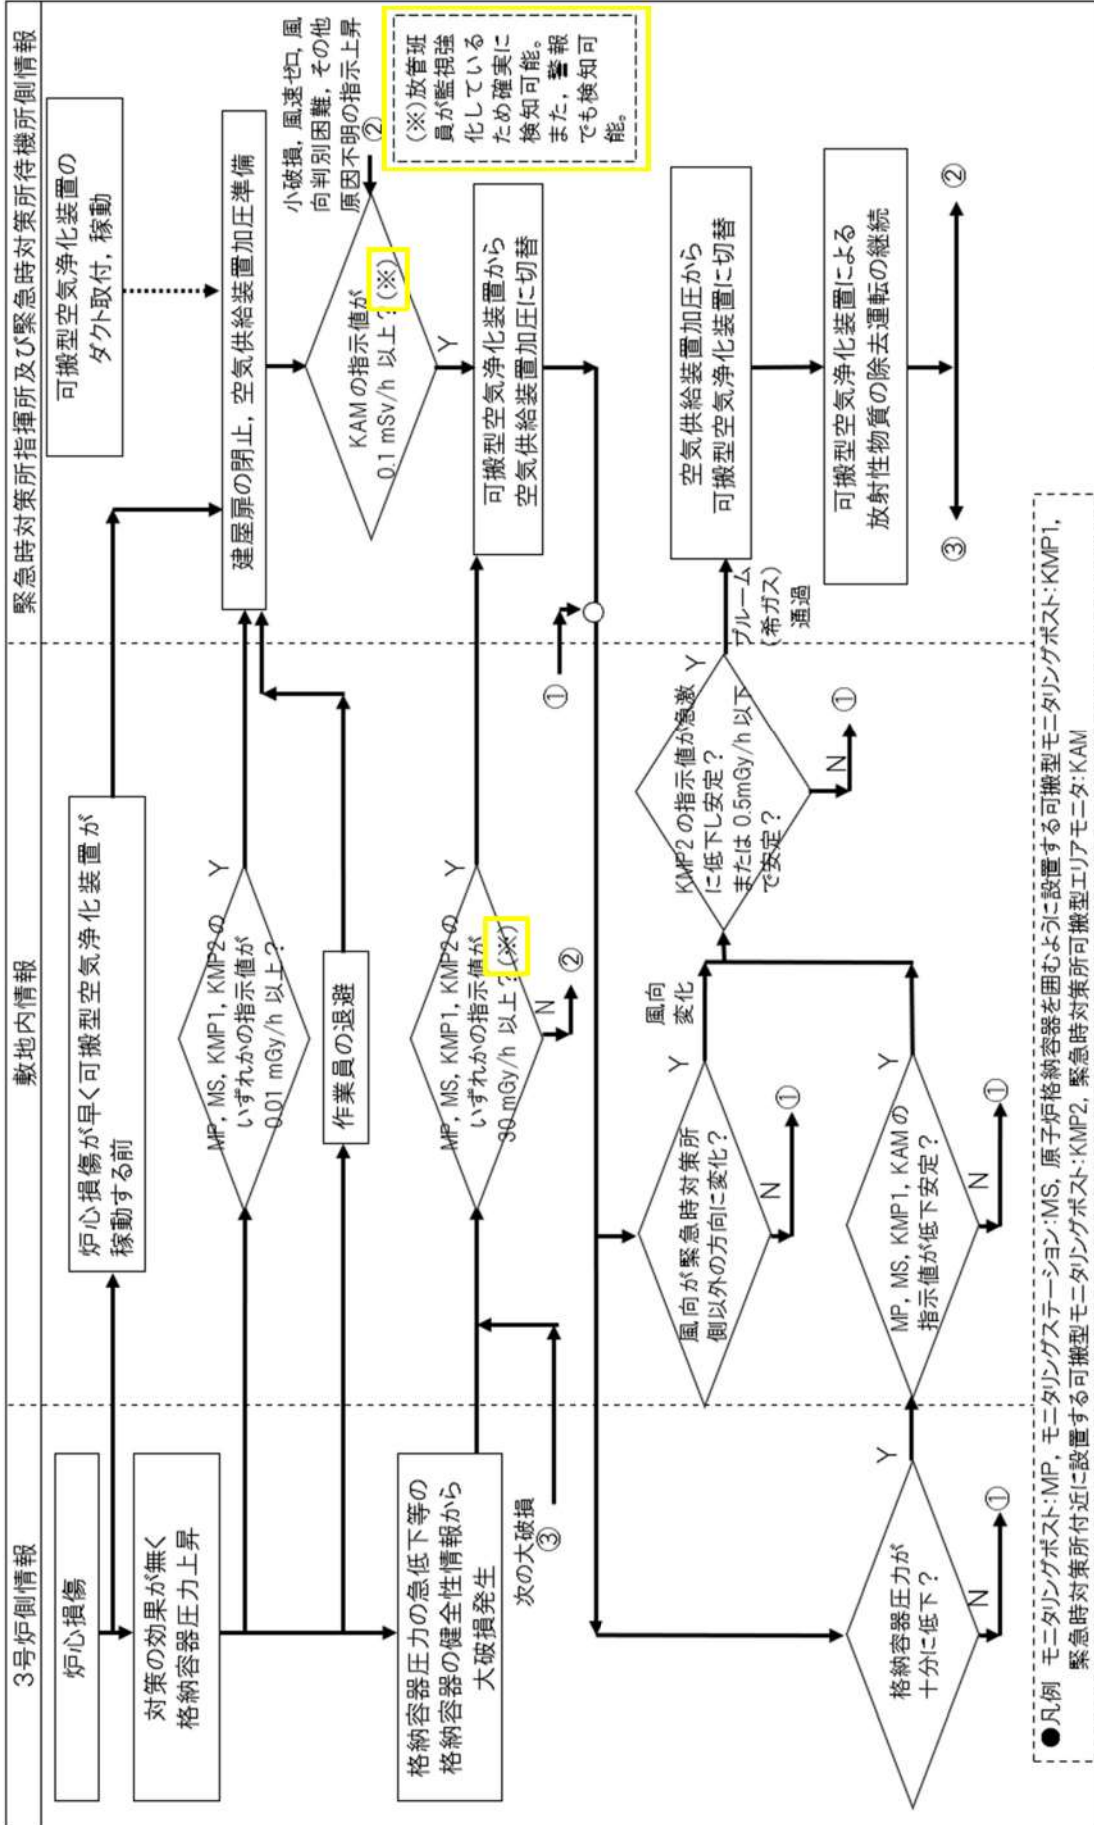 3号炉側情報
敷地内情報
緊急時対策所指揮所及び緊急時対策所待機所側情報
炉心損傷
対策の効果が無く
格納容器圧力上昇
格納容器圧力の急低下等の
格納容器の健全性情報から
大破損発生
次の大破損
③
格納容器圧力が
十分に低下？
Y
N
①
炉心損傷が早く可搬型空気浄化装置が
稼動する前
MP, MS, KMP1, KMP2の
いずれかの指示値が
0.01 mGy/h 以上？
Y
作業員の退避
MP, MS, KMP1, KMP2の
いずれかの指示値が
30 mGy/h 以上？(※)
Y
N
②
風向が緊急時対策所
側以外の方向に変化？
Y
N
①
風向
変化
MP, MS, KMP1, KAMの
指示値が低下安定？
Y
N
①
KMP2 の指示値が急激
に低下し安定？
または 0.5mGy/h 以下
で安定？
Y
N
①
プルーム
(希ガス)
通過
①
可搬型空気浄化装置の
ダクト取付，稼動
建屋扉の閉止，空気供給装置加圧準備
小破損，風速ゼロ，風
向判別困難，その他
原因不明の指示上昇
②
KAMの指示値が
0.1 mSv/h 以上？(※)
Y
(※)放管班
員が監視強
化している
ため確実に
検知可能。
また，警報
でも検知可
能。
可搬型空気浄化装置から
空気供給装置加圧に切替
空気供給装置加圧から
可搬型空気浄化装置に切替
可搬型空気浄化装置による
放射性物質の除去運転の継続
③
②
●凡例 モニタリングポスト：MP，モニタリングステーション：MS，原子炉格納容器を囲むように設置する可搬型モニタリングポスト：KMP1，
緊急時対策所付近に設置する可搬型モニタリングポスト：KMP2，緊急時対策所可搬型エリアモニタ：KAM